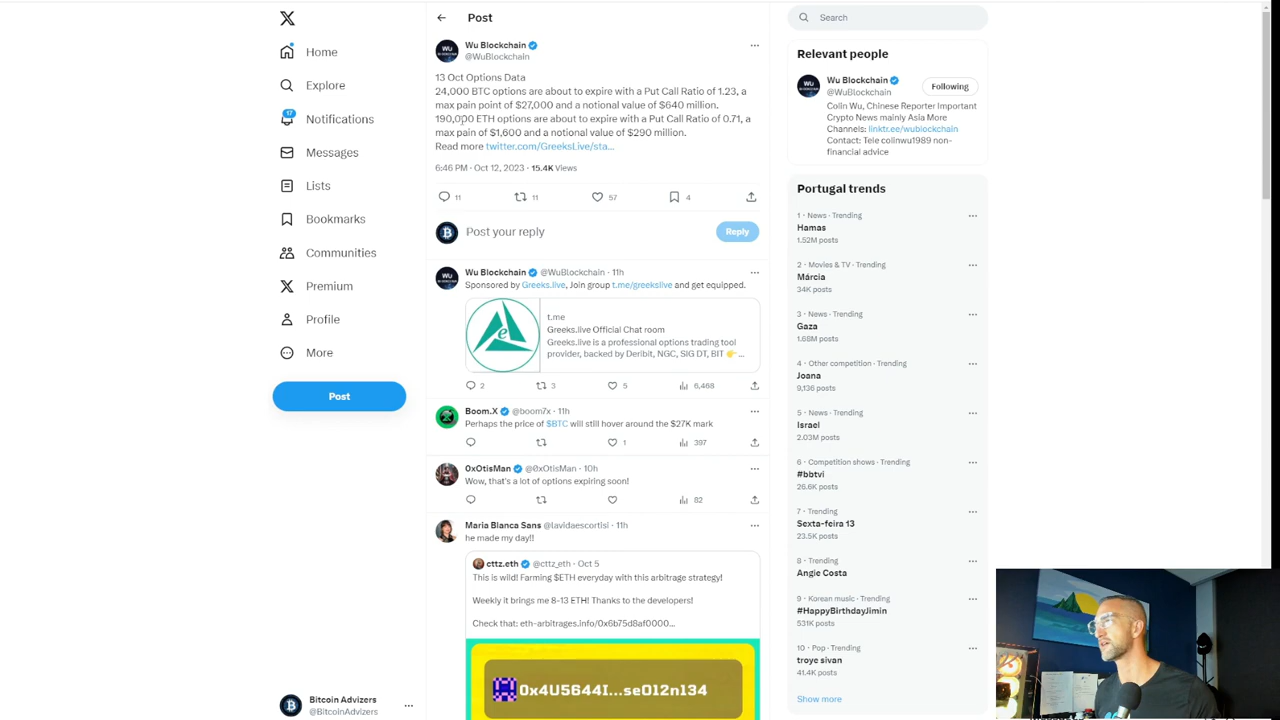 Post
Search
Home
Explore
17
Notifications
Messages
Lists
Bookmarks
Communities
Premium
Profile
More
Post
Bitcoin Advizers
@BitcoinAdvizers
Wu Blockchain
@WuBlockchain
13 Oct Options Data
24,000 BTC options are about to expire with a Put Call Ratio of 1.23, a
max pain point of $27,000 and a notional value of $640 million.
190,000 ETH options are about to expire with a Put Call Ratio of 0.71, a
max pain of $1,600 and a notional value of $290 million.
Read more twitter.com/GreeksLive/sta...
6:46 PM · Oct 12, 2023 · 15.4K Views
11 11 57 4
Post your reply
Reply
Wu Blockchain @WuBlockchain · 11h
Sponsored by Greeks.live, Join group t.me/greekslive and get equipped.
t.me
Greeks.live Official Chat room
Greeks.live is a professional options trading tool
provider, backed by Deribit, NGC, SIG DT, BIT 👉 ...
2 3 5 6,468
Boom.X @boom7x · 11h
Perhaps the price of $BTC will still hover around the $27K mark
1 397
0xOtisMan @0xOtisMan · 10h
Wow, that's a lot of options expiring soon!
82
Maria Blanca Sans @lavidaescortisi · 11h
he made my day!!
cttz.eth @cttz_eth · Oct 5
This is wild! Farming $ETH everyday with this arbitrage strategy!
Weekly it brings me 8-13 ETH! Thanks to the developers!
Check that: eth-arbitrages.info/0x6b75d8af0000...
0x4U5644I...se0l2n134
Relevant people
Wu Blockchain
@WuBlockchain
Following
Colin Wu, Chinese Reporter Important
Crypto News mainly Asia More
Channels: linktr.ee/wublockchain
Contact: Tele colinwu1989 non-
financial advice
Portugal trends
1 · News · Trending
Hamas
1.52M posts
2 · Movies & TV · Trending
Márcia
34K posts
3 · News · Trending
Gaza
1.68M posts
4 · Other competition · Trending
Joana
9,136 posts
5 · News · Trending
Israel
2.03M posts
6 · Competition shows · Trending
#bbtvi
26.6K posts
7 · Trending
Sexta-feira 13
23.5K posts
8 · Trending
Angie Costa
9 · Korean music · Trending
#HappyBirthdayJimin
531K posts
10 · Pop · Trending
troye sivan
41.4K posts
Show more